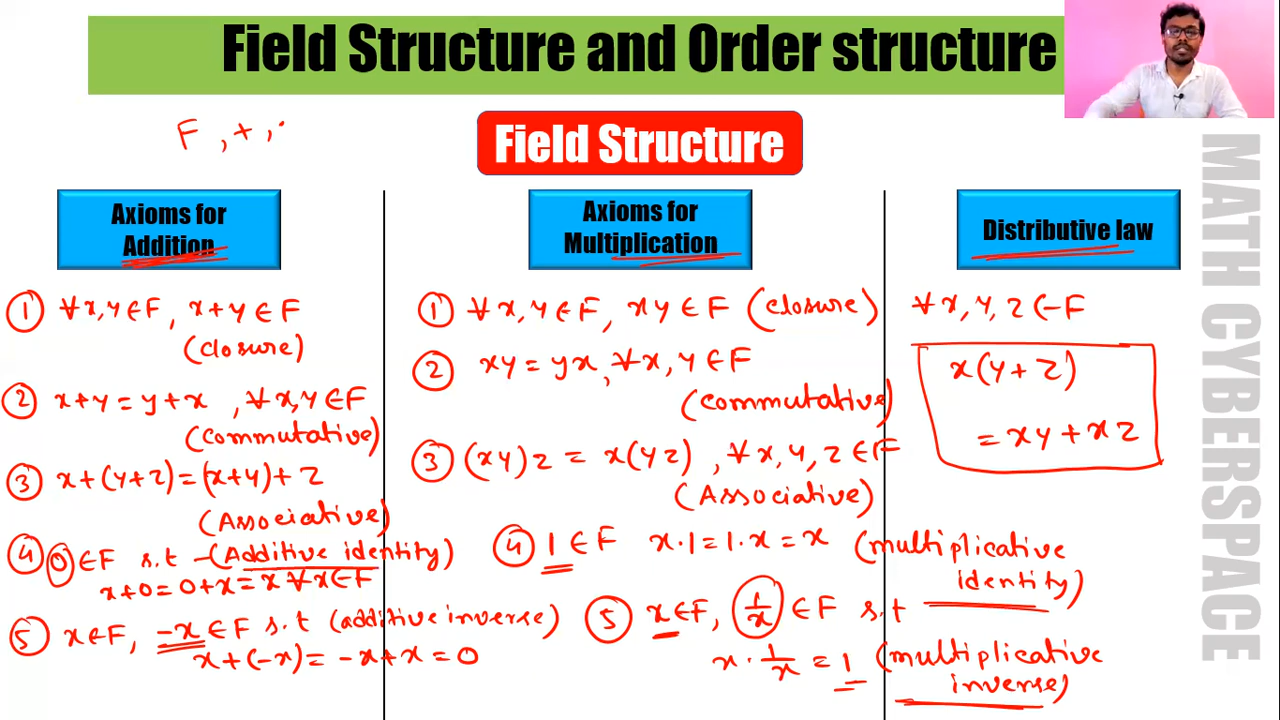 Field Structure and Order structure
F, +, ·
Field Structure
Axioms for
Addition
① ∀x,y∈F, x+y∈F
(closure)
② x+y=y+x, ∀x,y∈F
(commutative)
③ x+(y+z)=(x+y)+z
(Associative)
④ 0∈F s.t -(Additive identity)
x+0=0+x=x ∀x∈F
⑤ x∈F, -x∈F s.t (additive inverse)
x+(-x)=-x+x=0
Axioms for
Multiplication
① ∀x,y∈F, xy∈F (closure)
② xy=yx, ∀x,y∈F
(commutative)
③ (xy)z=x(yz), ∀x,y,z∈F
(Associative)
④ 1∈F x·1=1·x=x (multiplicative
identity)
⑤ x∈F, 1/x∈F s.t
x·1/x=1 (multiplicative
inverse)
Distributive law
∀x,y,z∈F
x(y+z)
=xy+xz
MATH CYBERSPACE